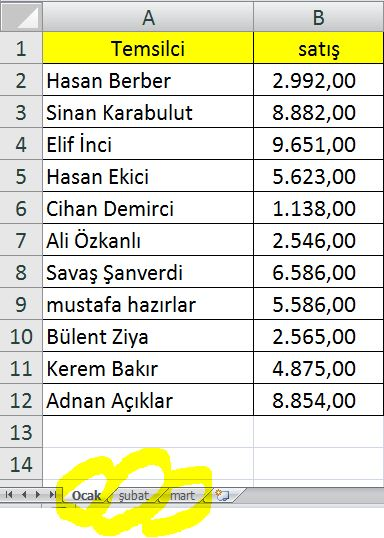 A B
1 Temsilci satış
2 Hasan Berber 2.992,00
3 Sinan Karabulut 8.882,00
4 Elif İnci 9.651,00
5 Hasan Ekici 5.623,00
6 Cihan Demirci 1.138,00
7 Ali Özkanlı 2.546,00
8 Savaş Şanverdi 6.586,00
9 mustafa hazırlar 5.586,00
10 Bülent Ziya 2.565,00
11 Kerem Bakır 4.875,00
12 Adnan Açıklar 8.854,00
13
14
Ocak şubat mart